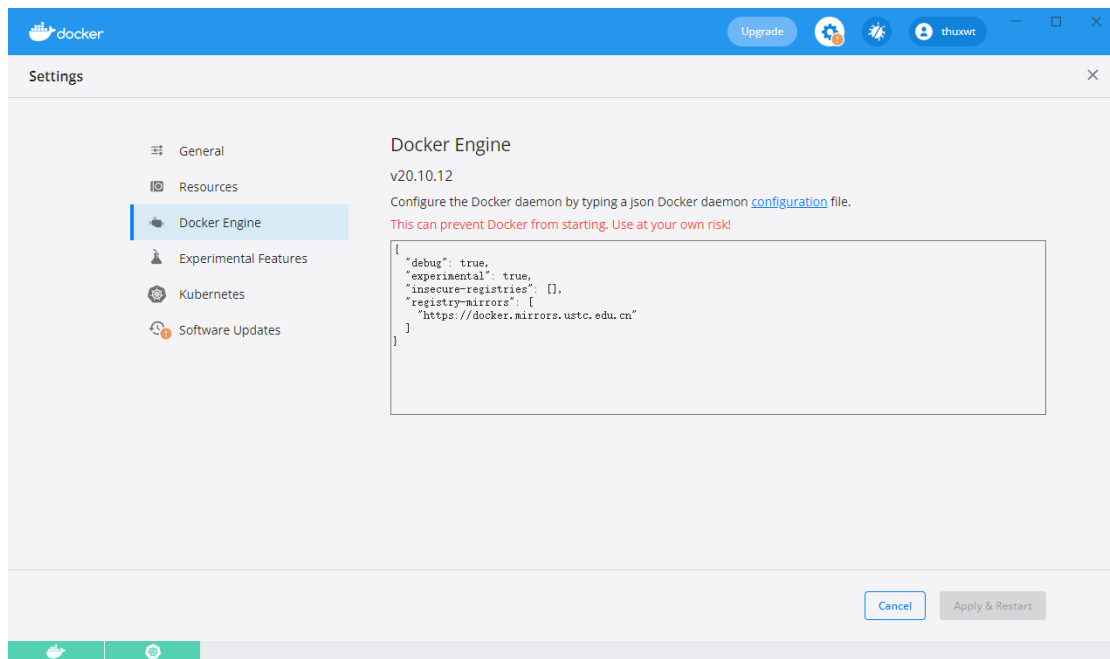 docker
Upgrade
thuxwt
Settings
General
Resources
Docker Engine
Experimental Features
Kubernetes
Software Updates
Docker Engine
v20.10.12
Configure the Docker daemon by typing a json Docker daemon configuration file.
This can prevent Docker from starting. Use at your own risk!
{
"debug": true,
"experimental": true,
"insecure-registries": [],
"registry-mirrors": [
"https://docker.mirrors.ustc.edu.cn"
]
}
Cancel
Apply & Restart